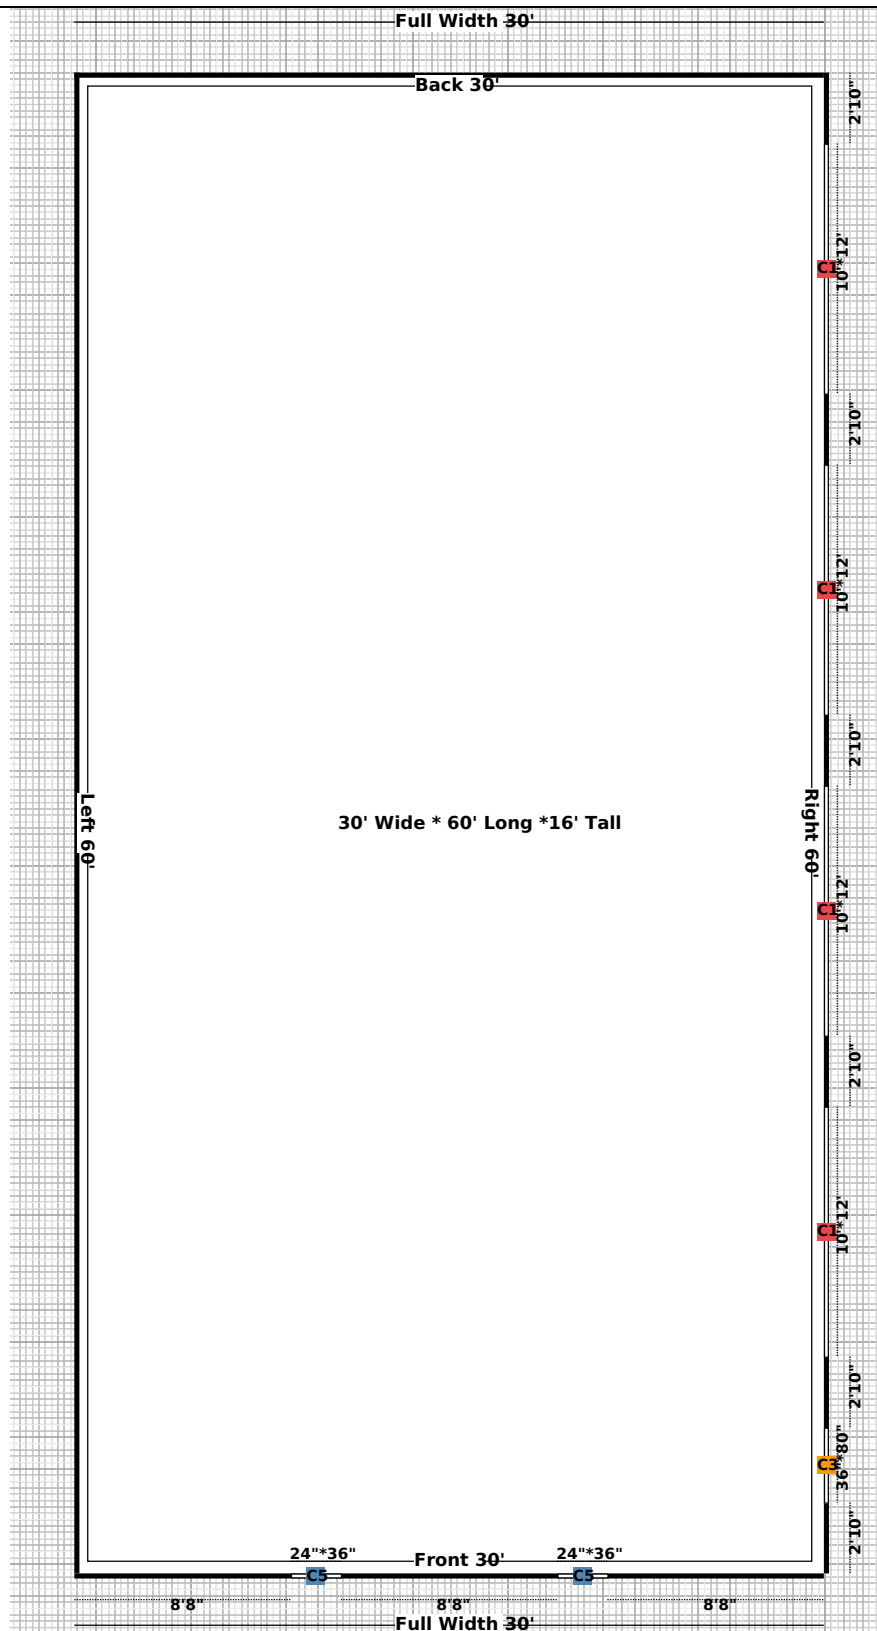 Full Width 30'
Back 30'
2'10"
C1
10'*12'
2'10"
C1
10'*12'
2'10"
Left 60'
30' Wide * 60' Long *16' Tall
Right 60'
C1
10'*12'
2'10"
C1
10'*12'
2'10"
C3
36"*80"
2'10"
24"*36"
Front 30'
24"*36"
C5
C5
8'8"
8'8"
8'8"
Full Width 30'